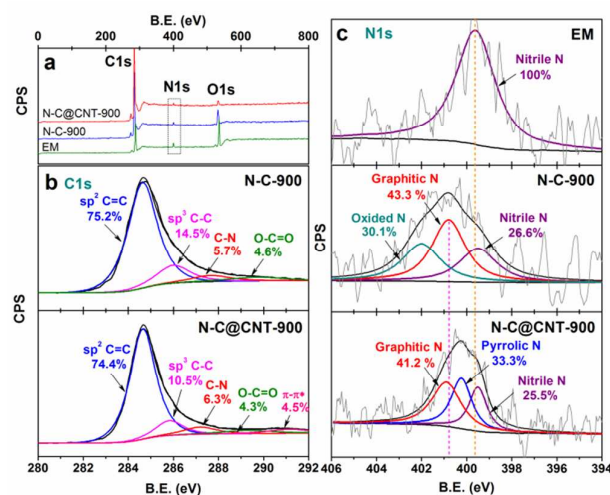 B.E. (eV)
0 200 400 600 800
C1s
a
N1s
O1s
N-C@CNT-900
N-C-900
EM
CPS
b
C1s
N-C-900
sp² C=C
75.2%
sp³ C-C
14.5%
C-N
5.7%
O-C=O
4.6%
N-C@CNT-900
sp² C=C
74.4%
sp³ C-C
10.5%
C-N
6.3%
O-C=O
4.3%
π-π*
4.5%
CPS
280 282 284 286 288 290 292 294
B.E. (eV)
c
N1s
EM
Nitrile N
100%
N-C-900
Graphitic N
43.3 %
Oxided N
30.1%
Nitrile N
26.6%
N-C@CNT-900
Graphitic N
41.2 %
Pyrrolic N
33.3%
Nitrile N
25.5%
CPS
406 404 402 400 398 396 394
B.E. (eV)